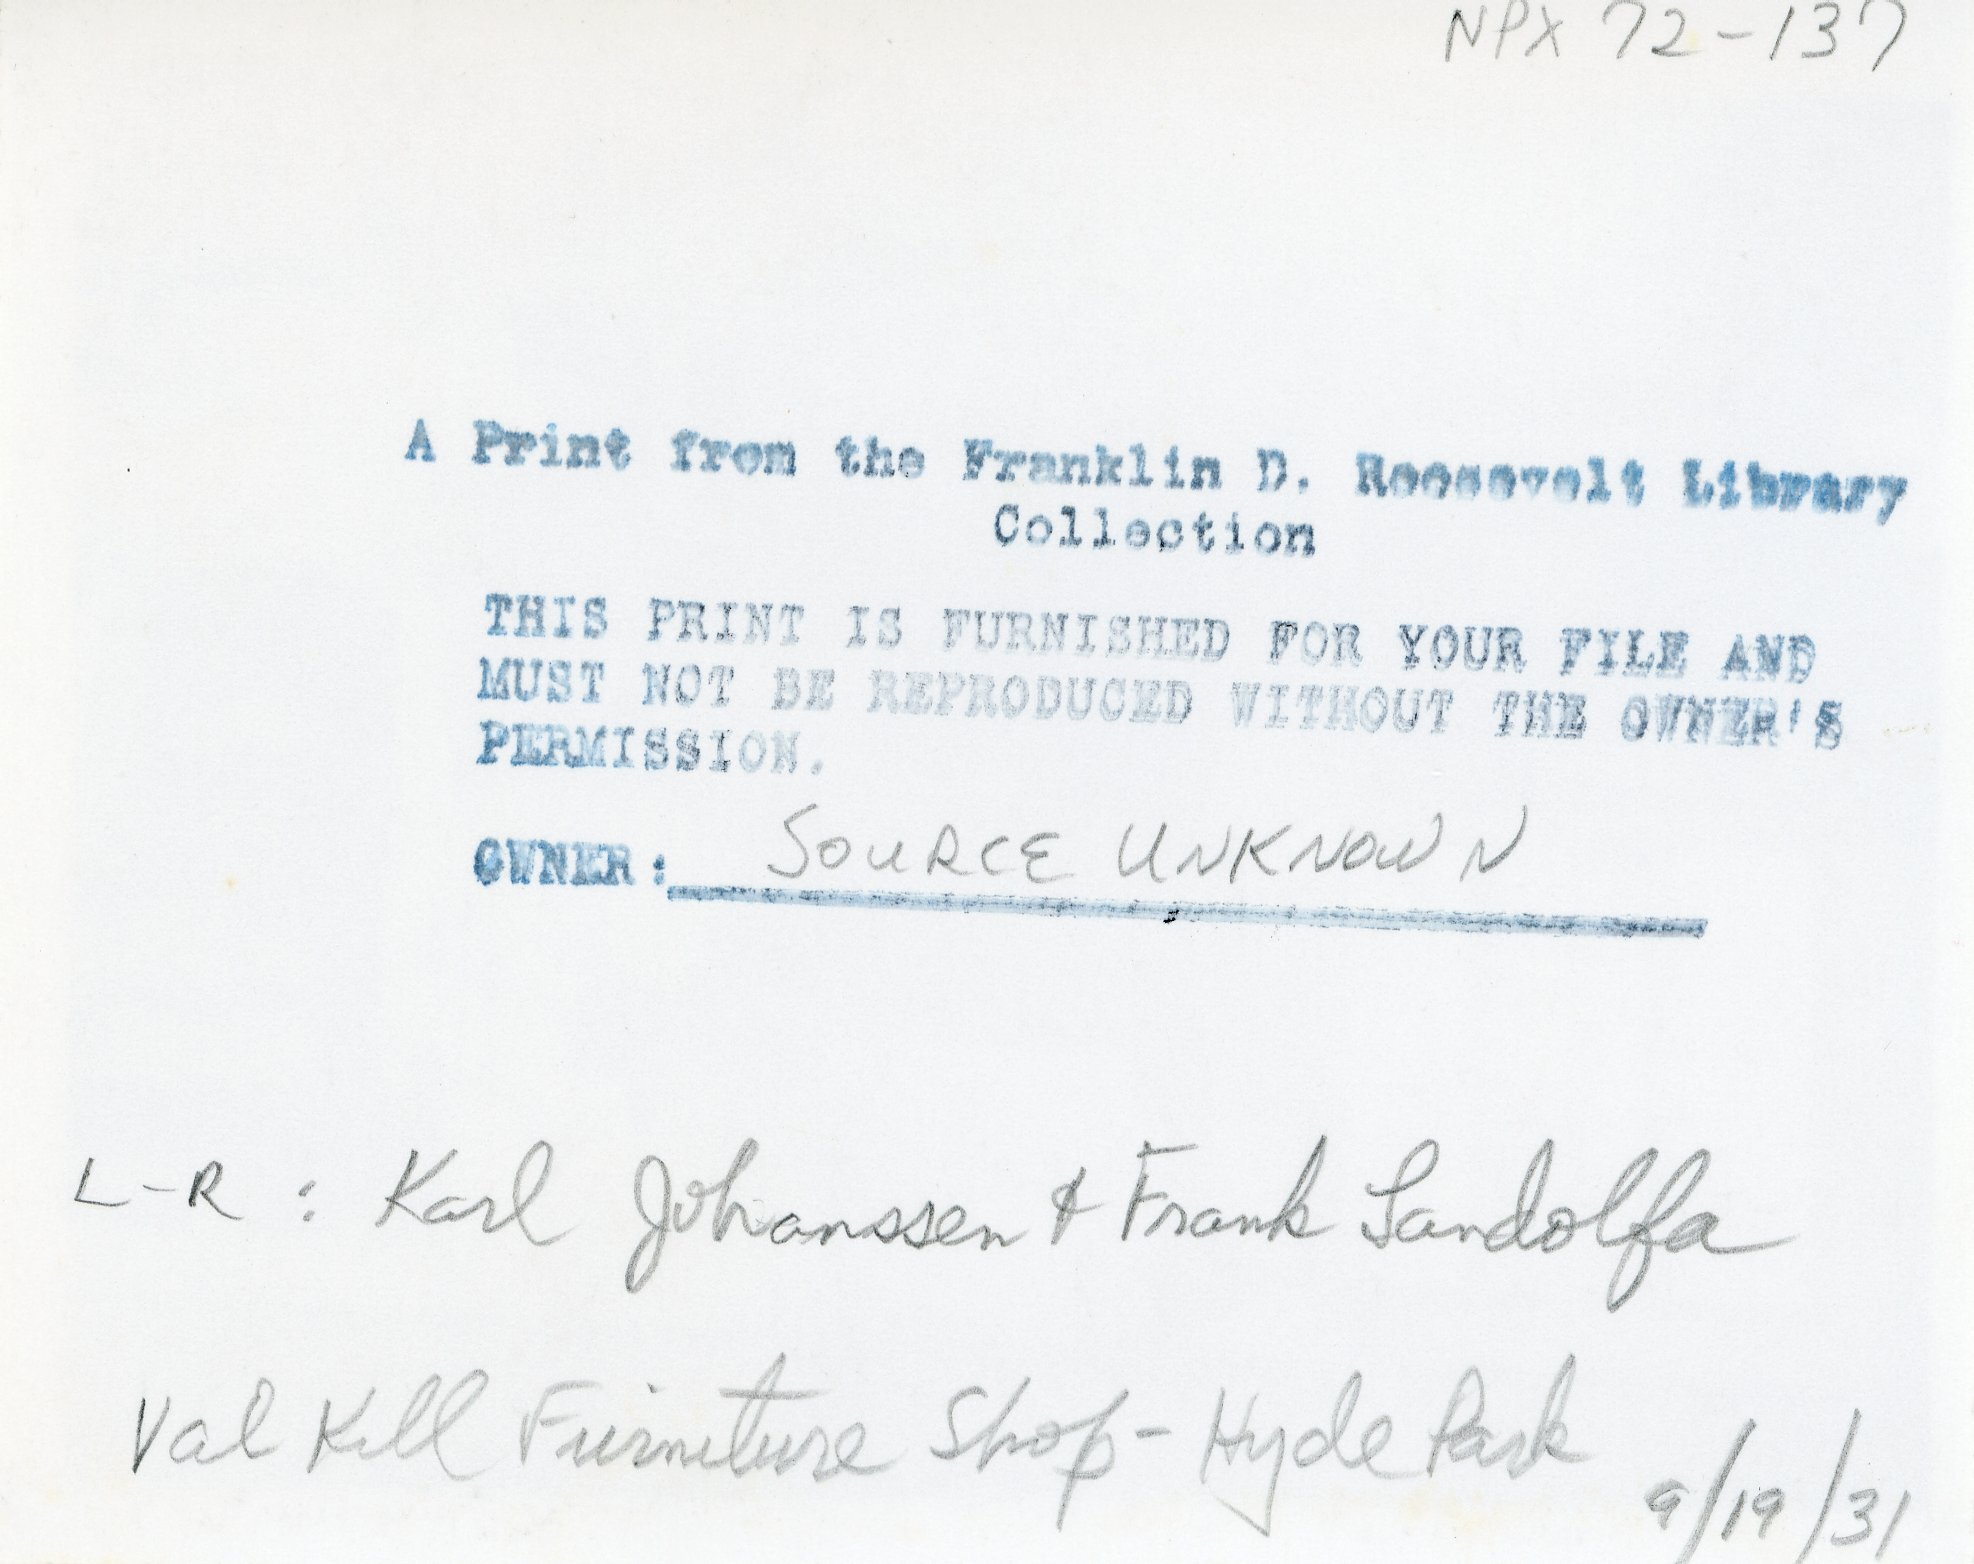 NPX 72-137
A Print from the Franklin D. Roosevelt Library
Collection
THIS PRINT IS FURNISHED FOR YOUR FILE AND
MUST NOT BE REPRODUCED WITHOUT THE OWNER'S
PERMISSION.
OWNER: SOURCE UNKNOWN
L-R: Karl Johanssen & Frank Landolfa
Val Kill Furniture Shop - Hyde Park
9/19/31